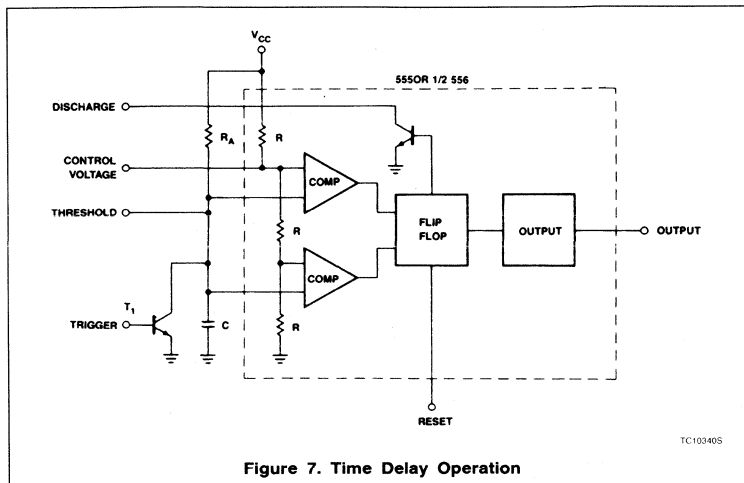 VCC
555OR 1/2 556
DISCHARGE
RA
R
CONTROL
VOLTAGE
COMP
THRESHOLD
R
FLIP
FLOP
OUTPUT
OUTPUT
COMP
T1
TRIGGER
C
R
RESET
TC10340S
Figure 7. Time Delay Operation